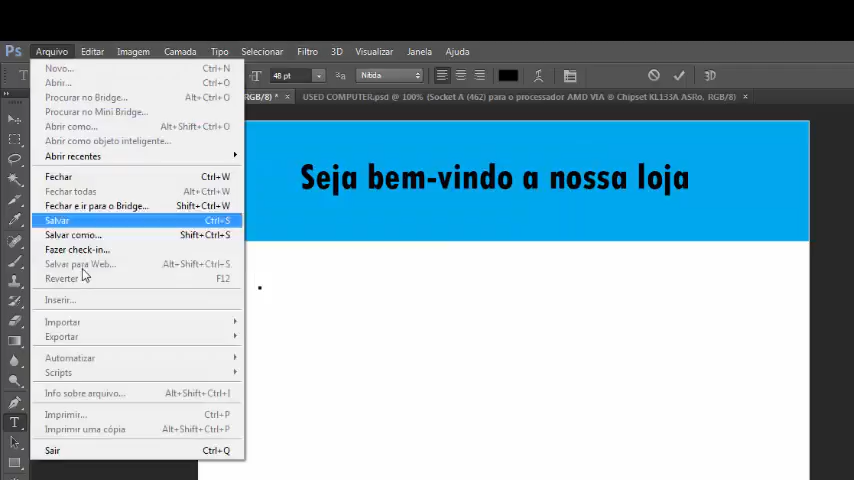 Ps Arquivo Editar Imagem Camada Tipo Selecionar Filtro 3D Visualizar Janela Ajuda
T 48 pt aa Nítida 3D
RGB/8) * × USED COMPUTER.psd @ 100% (Socket A (462) para o processador AMD VIA @ Chipset KL133A ASRo, RGB/8) ×
Novo... Ctrl+N
Abrir... Ctrl+O
Procurar no Bridge... Alt+Ctrl+O
Procurar no Mini Bridge...
Abrir como... Alt+Shift+Ctrl+O
Abrir como objeto inteligente...
Abrir recentes
Fechar Ctrl+W
Fechar todas Alt+Ctrl+W
Fechar e ir para o Bridge... Shift+Ctrl+W
Salvar Ctrl+S
Salvar como... Shift+Ctrl+S
Fazer check-in...
Salvar para Web... Alt+Shift+Ctrl+S
Reverter F12
Inserir...
Importar
Exportar
Automatizar
Scripts
Info sobre arquivo... Alt+Shift+Ctrl+I
Imprimir... Ctrl+P
Imprimir uma cópia Alt+Shift+Ctrl+P
Sair Ctrl+Q
Seja bem-vindo a nossa loja